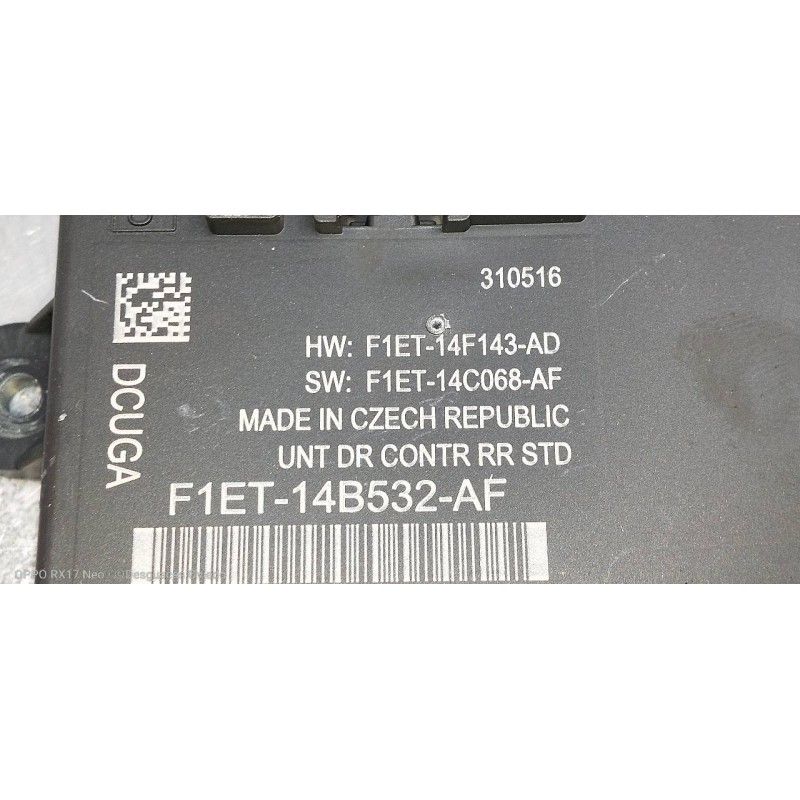 310516
HW: F1ET-14F143-AD
SW: F1ET-14C068-AF
MADE IN CZECH REPUBLIC
UNT DR CONTR RR STD
DCUGA
F1ET-14B532-AF
OPPO RX17 Neo